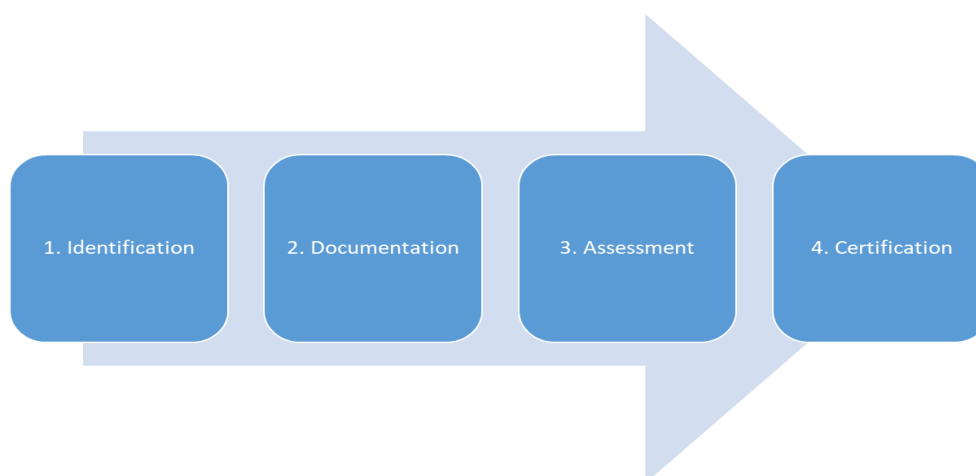 1. Identification
2. Documentation
3. Assessment
4. Certification